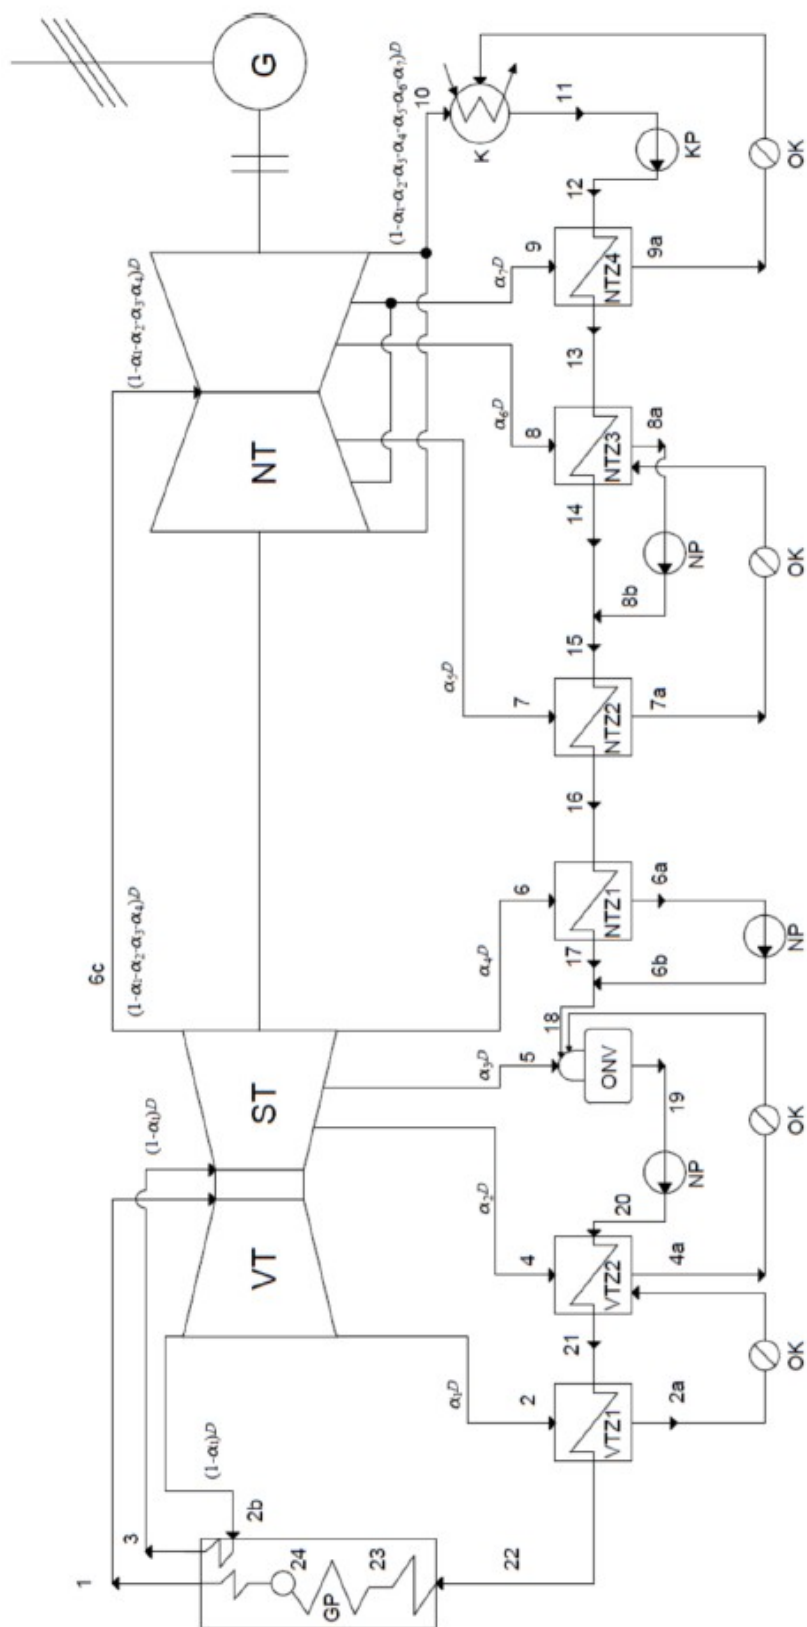 G
(1-α₁-α₂-α₃-α₄-α₅-α₆-α₇)D
10
K
11
KP
OK
12
(1-α₁-α₂-α₃-α₄)D
NT
α₇D
9
NTZ4
9a
13
α₆D
8
NTZ3
8a
14
NP
8b
OK
15
α₅D
7
NTZ2
7a
16
6c
(1-α₁-α₂-α₃-α₄)D
α₄D
6
NTZ1
6a
17
6b
NP
18
ST
(1-α₁)D
α₃D
5
ONV
19
NP
20
OK
α₂D
4
VTZ2
4a
VT
21
α₁D
2
VTZ1
2a
OK
(1-α₁)D
2b
3
1
24
23
GP
22